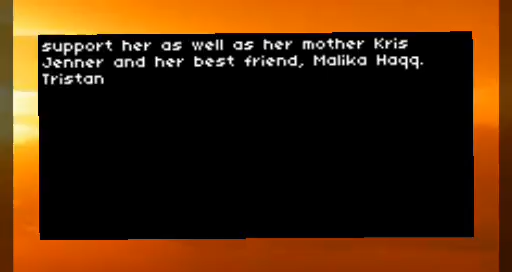 support her as well as her mother Kris
Jenner and her best friend, Malika Haqq.
Tristan